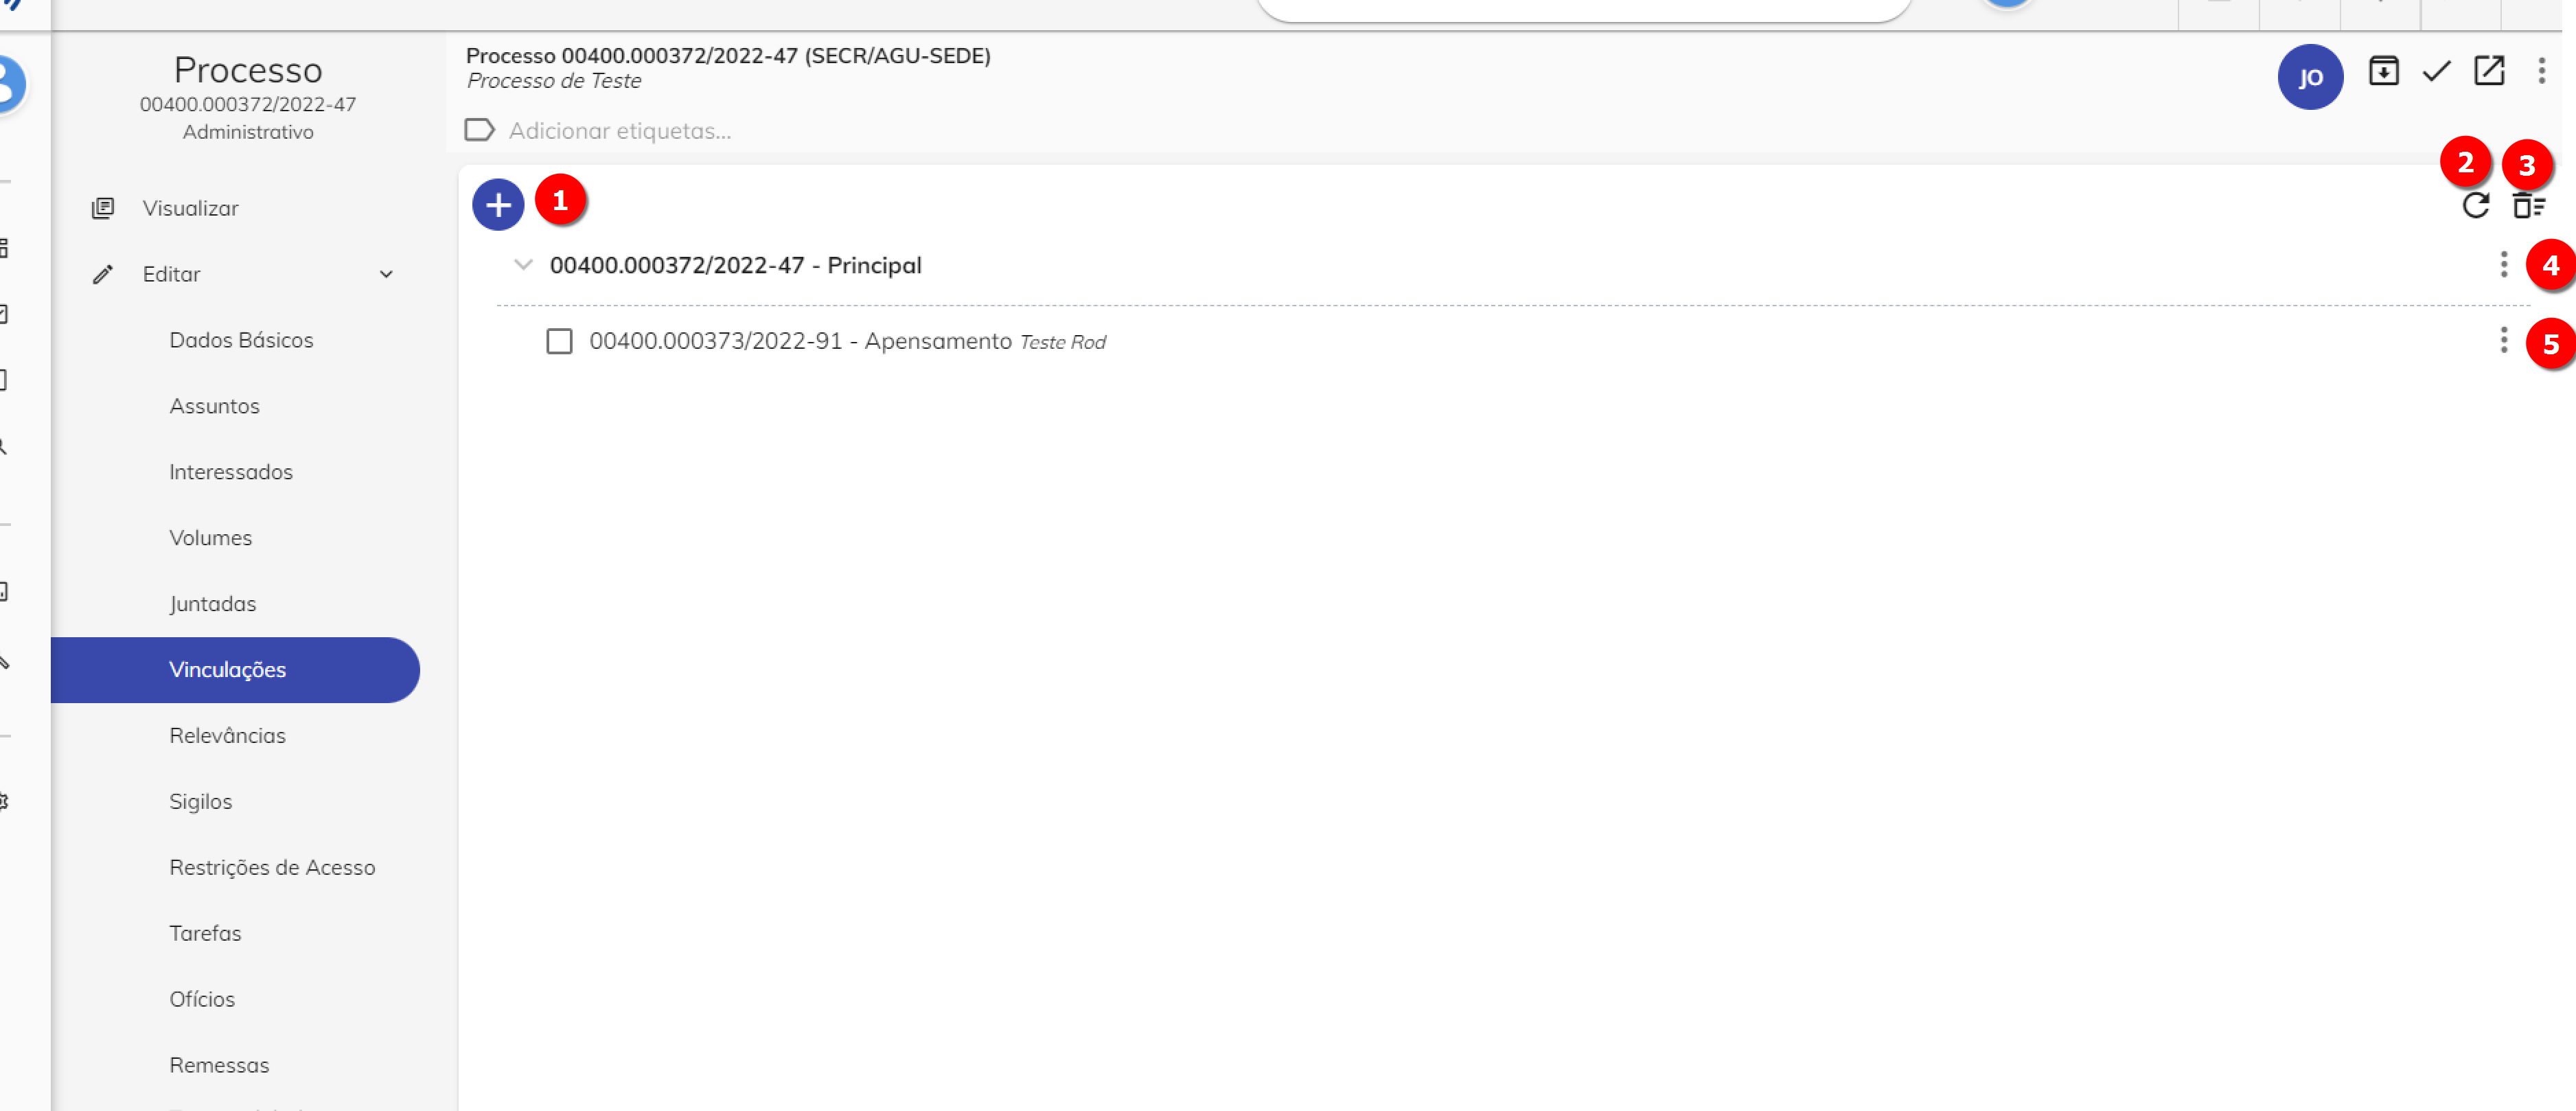 Processo
00400.000372/2022-47
Administrativo
Visualizar
Editar
Dados Básicos
Assuntos
Interessados
Volumes
Juntadas
Vinculações
Relevâncias
Sigilos
Restrições de Acesso
Tarefas
Ofícios
Remessas
Processo 00400.000372/2022-47 (SECR/AGU-SEDE)
Processo de Teste
Adicionar etiquetas...
JO
1
2
3
00400.000372/2022-47 - Principal
4
00400.000373/2022-91 - Apensamento Teste Rod
5